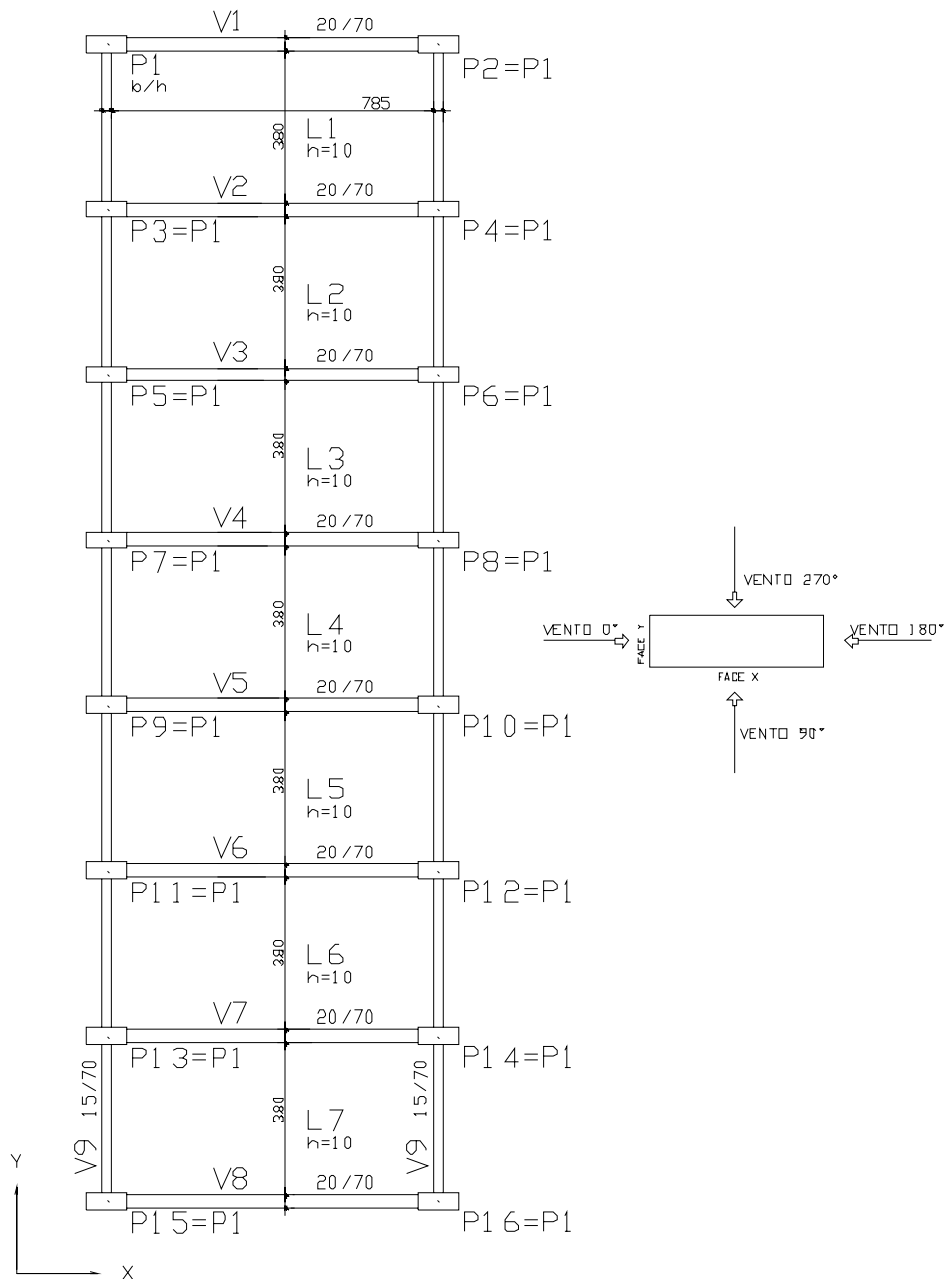 V1 20/70
P1 P2=P1
b/h
785
380 L1
h=10
V2 20/70
P3=P1 P4=P1
380 L2
h=10
V3 20/70
P5=P1 P6=P1
380 L3
h=10
V4 20/70
P7=P1 P8=P1
VENTO 270°
380 L4
h=10
VENTO 0° FACE Y VENTO 180°
FACE X
V5 20/70
P9=P1 P10=P1
VENTO 90°
380 L5
h=10
V6 20/70
P11=P1 P12=P1
380 L6
h=10
V7 20/70
P13=P1 P14=P1
V9 15/70 V9 15/70
380 L7
h=10
Y
V8 20/70
P15=P1 P16=P1
X